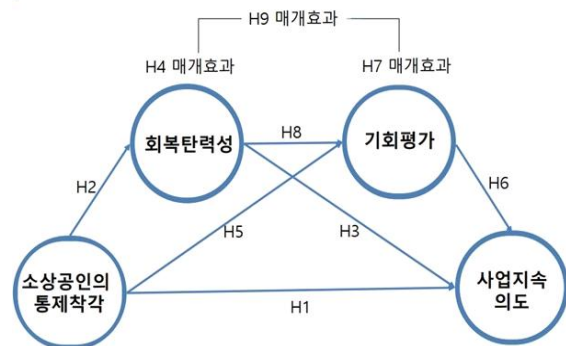 H9 매개효과
H4 매개효과
H7 매개효과
회복탄력성
H8
기회평가
H2
H5
H3
H6
소상공인의
통제착각
H1
사업지속
의도